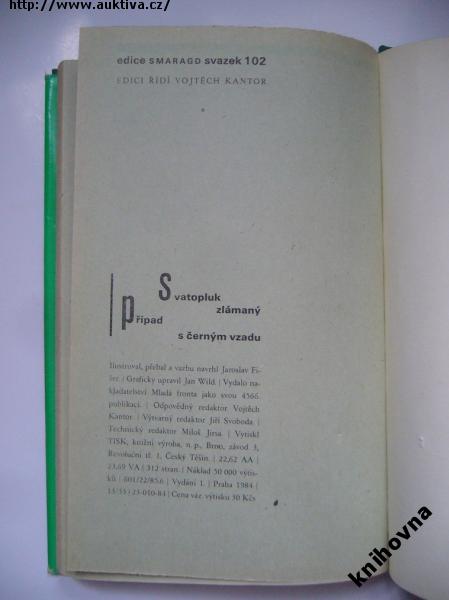 http://www.auktiva.cz/
edice SMARAGD svazek 102
EDICI ŘÍDÍ VOJTĚCH KANTOR
Svatopluk
zlámaný
případ
s černým vzadu
Ilustroval, přebal a vazbu navrhl Jaroslav Fi-
šer | Graficky upravil Jan Wild | Vydalo na-
kladatelství Mladá fronta jako svou 4566.
publikaci. | Odpovědný redaktor Vojtěch
Kantor | Výtvarný redaktor Jiří Svoboda |
Technický redaktor Miloš Jirsa | Vytiskl
TISK, knižní výroba, n. p., Brno, závod 3,
Revoluční tř. 1, Český Těšín | 22,62 AA |
23,69 VA | 312 stran. | Náklad 50 000 výtis-
ků | 601/22/85.6 | Vydání 1. | Praha 1984 |
13/33 | 23-010-84 | Cena váz. výtisku 30 Kčs
knihovna